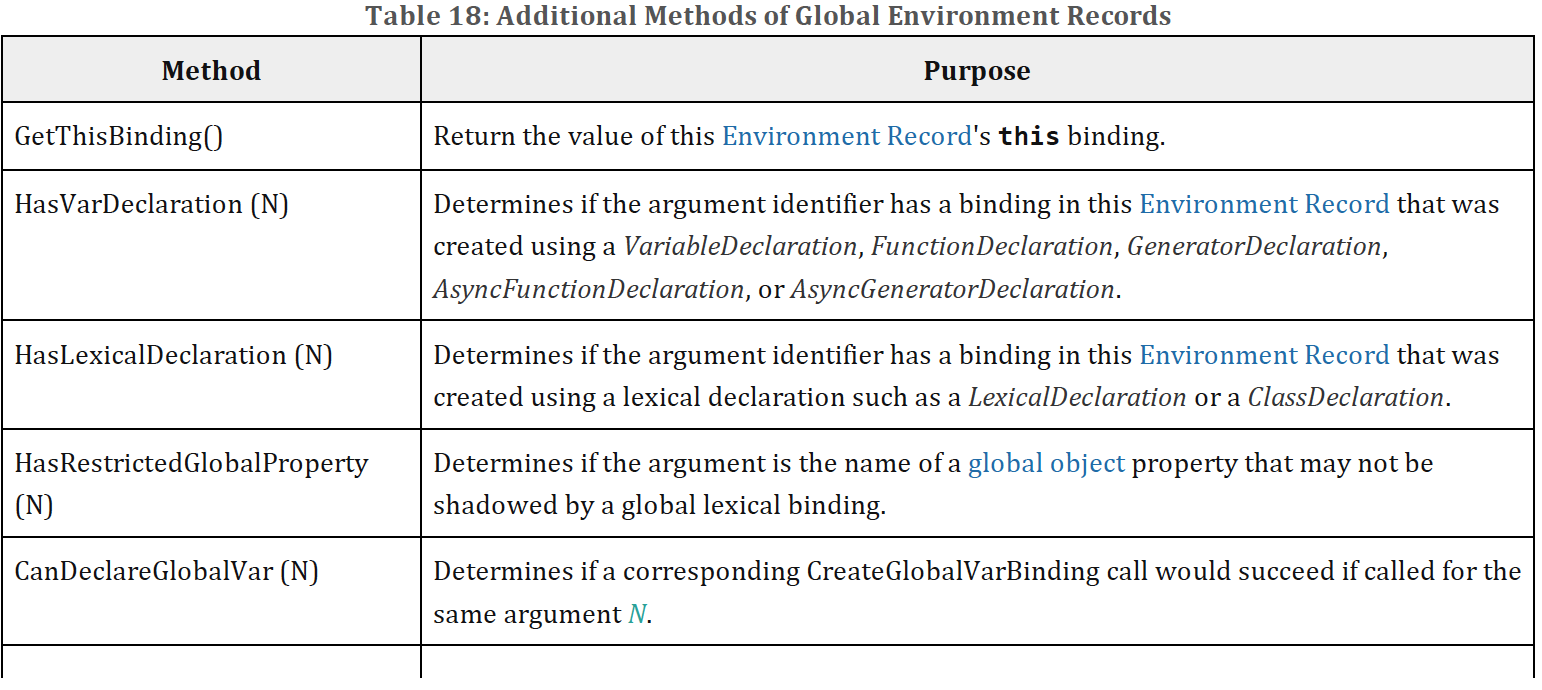 Table 18: Additional Methods of Global Environment Records
Method Purpose
GetThisBinding() Return the value of this Environment Record's this binding.
HasVarDeclaration (N) Determines if the argument identifier has a binding in this Environment Record that was
created using a VariableDeclaration, FunctionDeclaration, GeneratorDeclaration,
AsyncFunctionDeclaration, or AsyncGeneratorDeclaration.
HasLexicalDeclaration (N) Determines if the argument identifier has a binding in this Environment Record that was
created using a lexical declaration such as a LexicalDeclaration or a ClassDeclaration.
HasRestrictedGlobalProperty Determines if the argument is the name of a global object property that may not be
(N) shadowed by a global lexical binding.
CanDeclareGlobalVar (N) Determines if a corresponding CreateGlobalVarBinding call would succeed if called for the
same argument N.